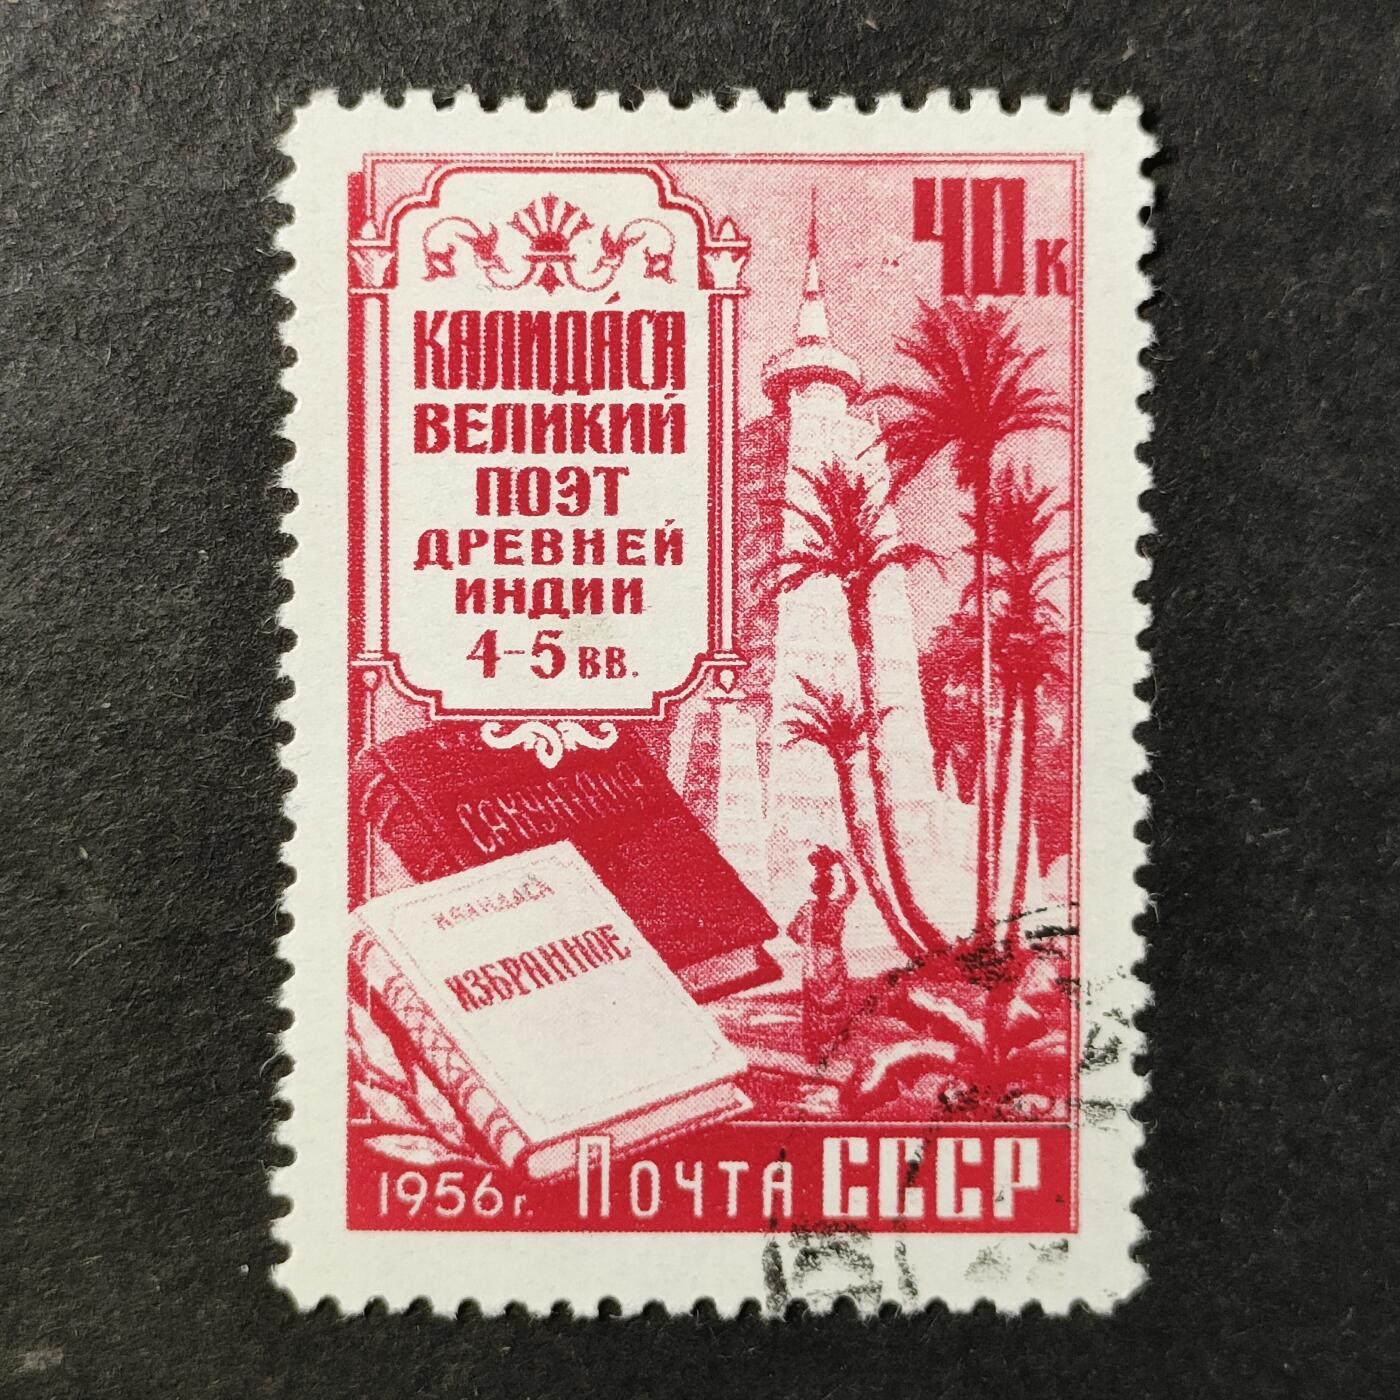 40к
КАЛИДА́СА
ВЕЛИКИЙ
ПОЭТ
ДРЕВНЕЙ
ИНДИИ
4-5 вв.
САКУНТАЛА
КАЛИДАСА
ИЗБРАННОЕ
1956г. ПОЧТА СССР